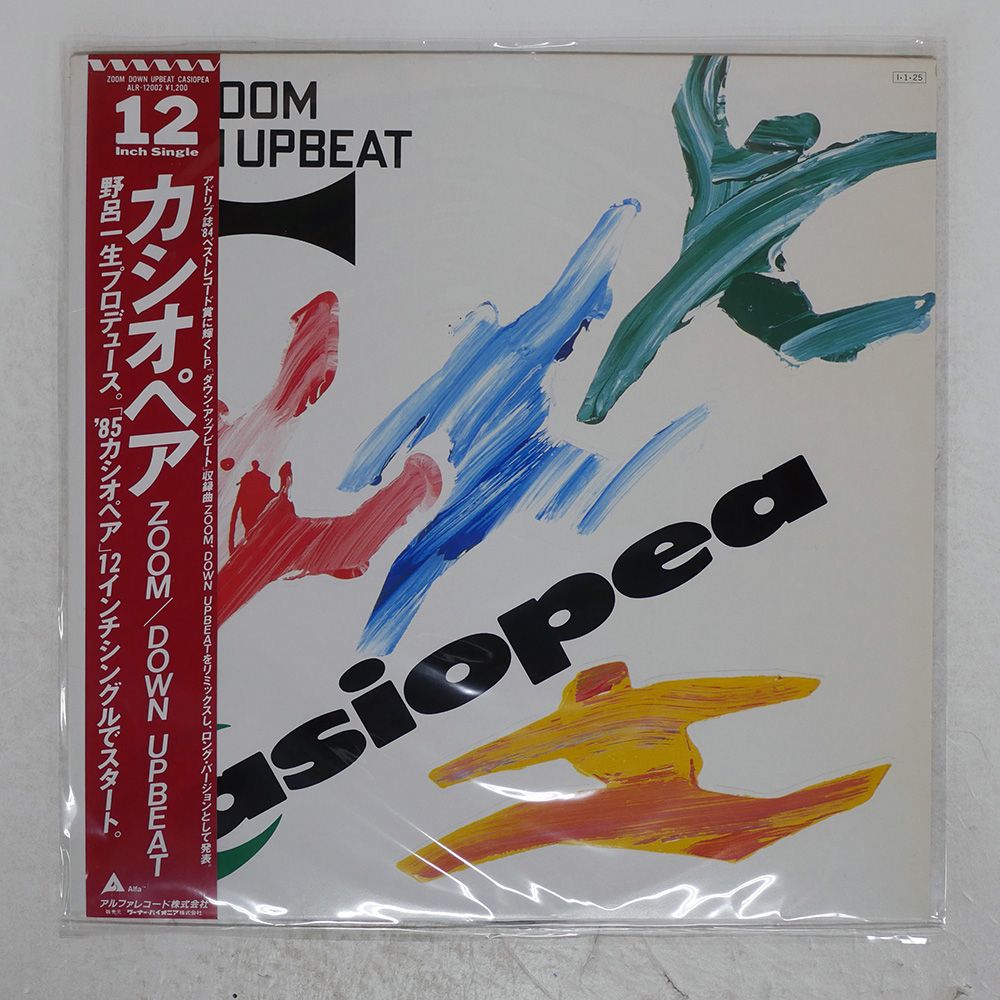 ZOOM DOWN UPBEAT CASIOPEA
ALR-12002 ¥1,200
12
Inch Single
カシオペア ZOOM/DOWN UPBEAT
野呂一生プロデュース。「'85カシオペア」12インチシングルでスタート。
アドリブ誌'84ベストレコード賞に輝くLP「ダウン・アップビート」収録曲ZOOM、DOWN UPBEATをリミックスし、ロング・バージョンとして発表。
Alfa
アルファレコード株式会社
販売元 ワーナー・パイオニア株式会社
OOM
UPBEAT
I・1・25
asiopea